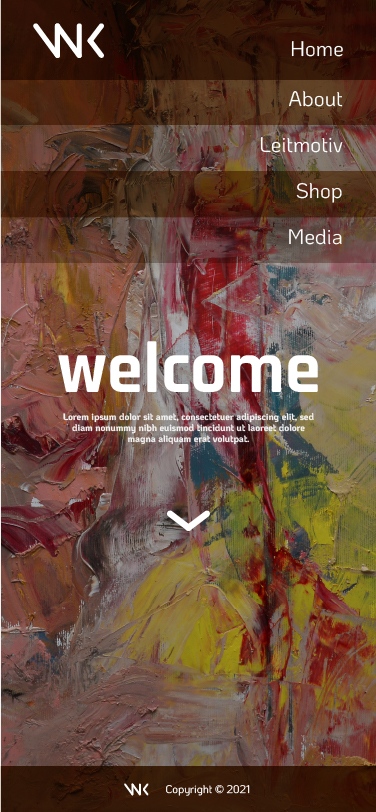 WK
Home
About
Leitmotiv
Shop
Media
welcome
Lorem ipsum dolor sit amet, consectetuer adipiscing elit, sed
diam nonummy nibh euismod tincidunt ut laoreet dolore
magna aliquam erat volutpat.
WK Copyright © 2021